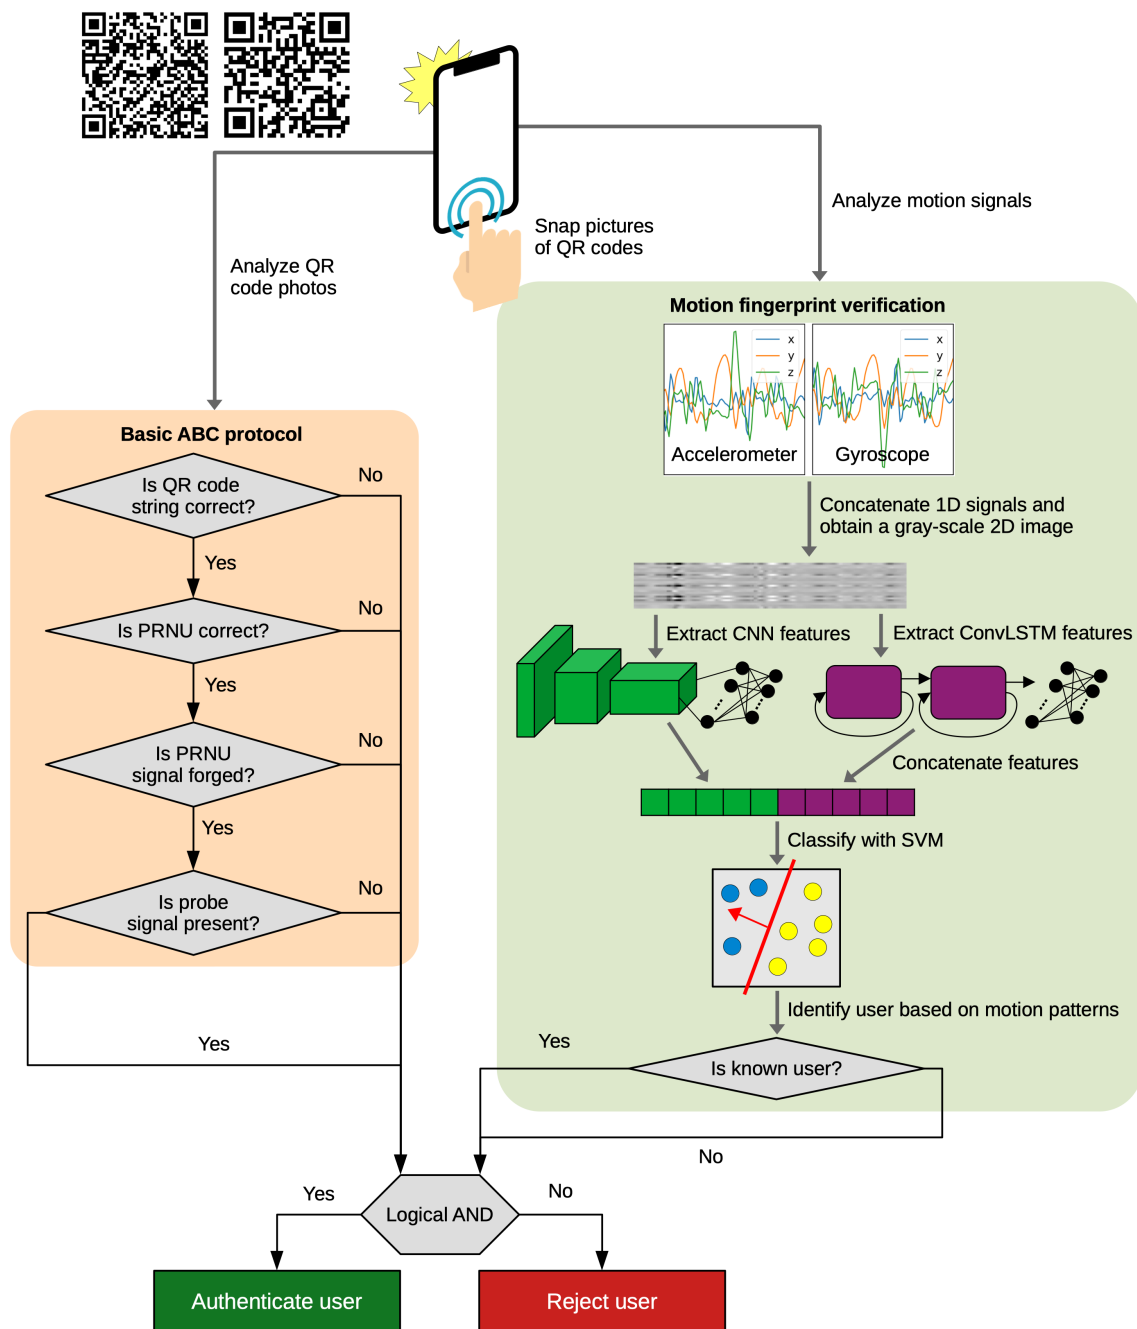 Snap pictures
of QR codes
Analyze QR
code photos
Analyze motion signals
Basic ABC protocol
Is QR code
string correct?
No
Yes
Is PRNU correct?
No
Yes
Is PRNU
signal forged?
No
Yes
Is probe
signal present?
No
Yes
Motion fingerprint verification
x
y
z
Accelerometer
x
y
z
Gyroscope
Concatenate 1D signals and
obtain a gray-scale 2D image
Extract CNN features
Extract ConvLSTM features
Concatenate features
Classify with SVM
Identify user based on motion patterns
Is known user?
Yes
No
Logical AND
Yes
No
Authenticate user
Reject user